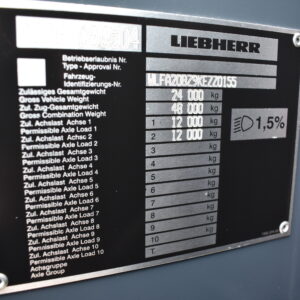 LIEBHERR
Betriebserlaubnis Nr.
Type - Approval Nr.
Fahrzeug-
Identifizierungs-Nr.
Zulässiges Gesamtgewicht 24 000 kg
Gross Vehicle Weight
Zul. Zug-Gesamtgewicht 48 000 kg
Gross Combination Weight
Zul. Achslast Achse 1 1 12 000 kg
Permissible Axle Load 1
Zul. Achslast Achse 2 2 12 000 kg
Permissible Axle Load 2
Zul. Achslast Achse 3 3 kg
Permissible Axle Load 3
Zul. Achslast Achse 4 4 kg
Permissible Axle Load 4
Zul. Achslast Achse 5 5 kg
Permissible Axle Load 5
Zul. Achslast Achse 6 6 kg
Permissible Axle Load 6
Zul. Achslast Achse 7 7 kg
Permissible Axle Load 7
Zul. Achslast Achse 8 8 kg
Permissible Axle Load 8
Zul. Achslast Achse 9 9 kg
Permissible Axle Load 9
Zul. Achslast Achse 10 10 kg
Permissible Axle Load 10
Achsgruppe T.
Axle Group
1,5%